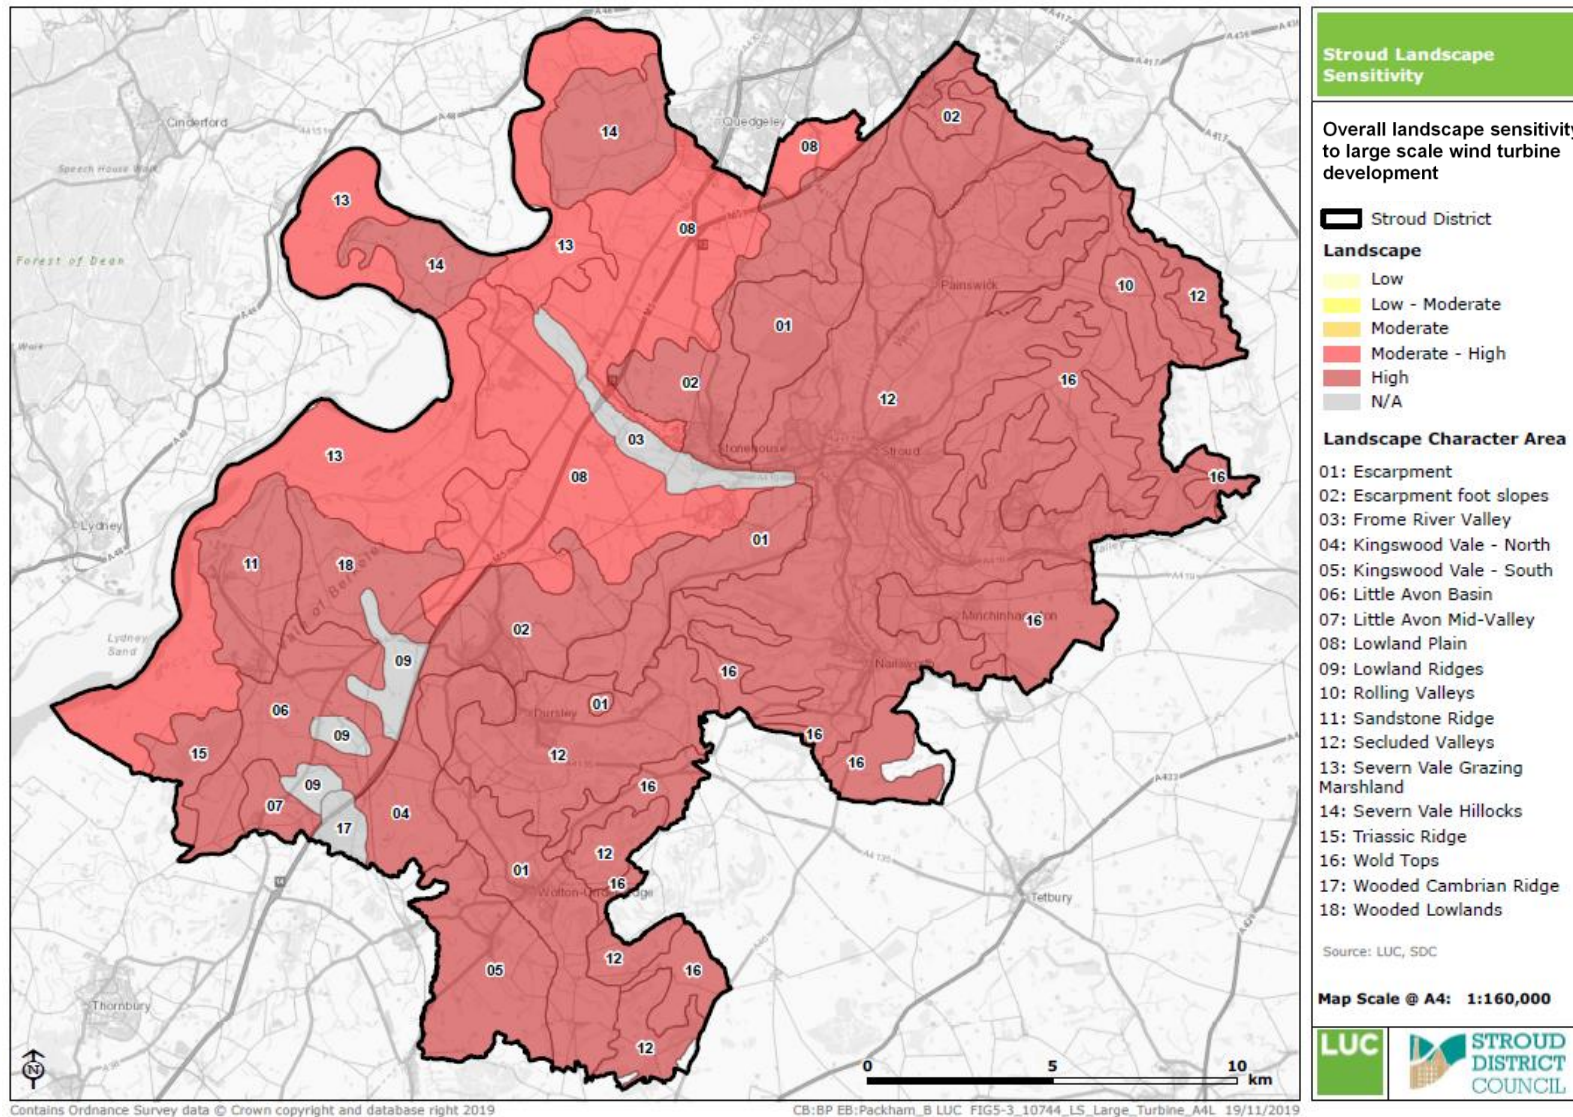 Cinderford
Speech House Walk
Forest of Dean
Walk
Lydney
Lydney Sand
Quedgeley
Painswick
Stonehouse
Stroud
Nailsworth
Dursley
Tetbury
Thornbury
13
14
14
13
08
08
02
01
02
10
12
16
12
03
13
08
16
01
11
18
02
09
16
16
06
01
09
15
12
16
16
16
09
07
17
04
12
01
16
05
12
16
12
N
0 5 10
km
Contains Ordnance Survey data © Crown copyright and database right 2019
CB:BP EB:Packham_B LUC FIG5-3_10744_LS_Large_Turbine_A4L 19/11/2019
Stroud Landscape
Sensitivity
Overall landscape sensitivity
to large scale wind turbine
development
Stroud District
Landscape
Low
Low - Moderate
Moderate
Moderate - High
High
N/A
Landscape Character Area
01: Escarpment
02: Escarpment foot slopes
03: Frome River Valley
04: Kingswood Vale - North
05: Kingswood Vale - South
06: Little Avon Basin
07: Little Avon Mid-Valley
08: Lowland Plain
09: Lowland Ridges
10: Rolling Valleys
11: Sandstone Ridge
12: Secluded Valleys
13: Severn Vale Grazing
Marshland
14: Severn Vale Hillocks
15: Triassic Ridge
16: Wold Tops
17: Wooded Cambrian Ridge
18: Wooded Lowlands
Source: LUC, SDC
Map Scale @ A4: 1:160,000
LUC
STROUD
DISTRICT
COUNCIL